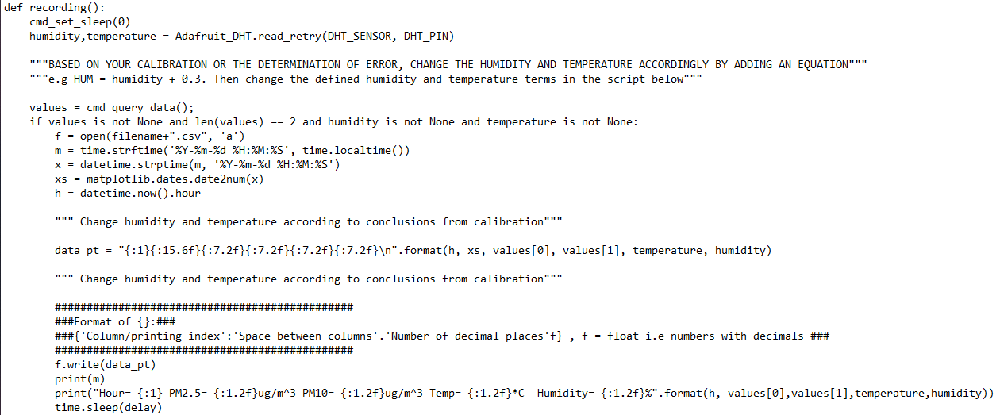 def recording():
    cmd_set_sleep(0)
    humidity,temperature = Adafruit_DHT.read_retry(DHT_SENSOR, DHT_PIN)
    """BASED ON YOUR CALIBRATION OR THE DETERMINATION OF ERROR, CHANGE THE HUMIDITY AND TEMPERATURE ACCORDINGLY BY ADDING AN EQUATION"""
    """e.g HUM = humidity + 0.3. Then change the defined humidity and temperature terms in the script below"""
    values = cmd_query_data();
    if values is not None and len(values) == 2 and humidity is not None and temperature is not None:
        f = open(filename+".csv", 'a')
        m = time.strftime('%Y-%m-%d %H:%M:%S', time.localtime())
        x = datetime.strptime(m, '%Y-%m-%d %H:%M:%S')
        xs = matplotlib.dates.date2num(x)
        h = datetime.now().hour
        """ Change humidity and temperature according to conclusions from calibration"""
        data_pt = "{:1}{:15.6f}{:7.2f}{:7.2f}{:7.2f}{:7.2f}\n".format(h, xs, values[0], values[1], temperature, humidity)
        """ Change humidity and temperature according to conclusions from calibration"""
        ###############################################
        ###Format of {}:###
        ###{'Column/printing index':'Space between columns'.'Number of decimal places'f} , f = float i.e numbers with decimals ###
        ###############################################
        f.write(data_pt)
        print(m)
        print("Hour= {:1} PM2.5= {:1.2f}ug/m^3 PM10= {:1.2f}ug/m^3 Temp= {:1.2f}*C  Humidity= {:1.2f}%".format(h, values[0],values[1],temperature,humidity))
        time.sleep(delay)